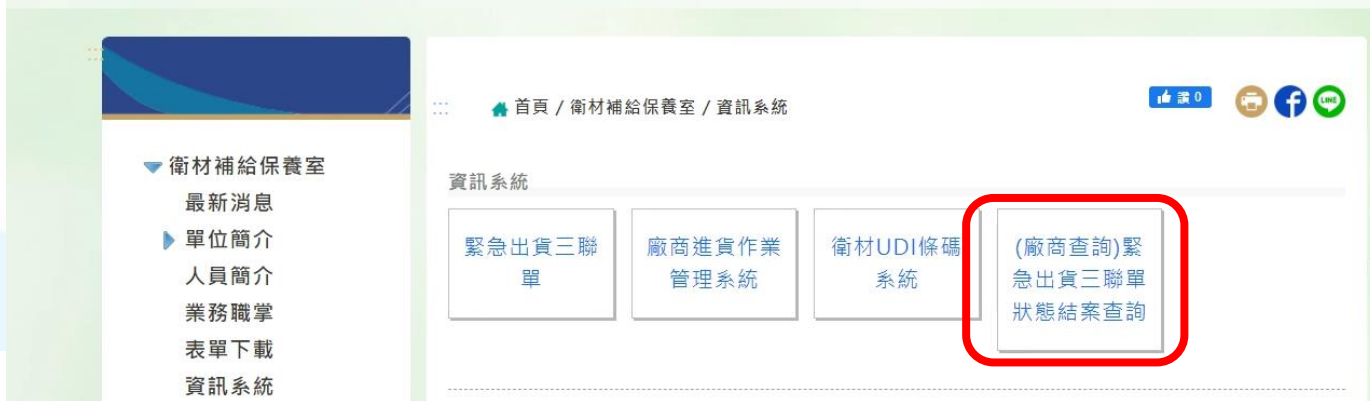 首頁 / 衛材補給保養室 / 資訊系統
讚 0
LINE
衛材補給保養室
最新消息
單位簡介
人員簡介
業務職掌
表單下載
資訊系統
資訊系統
緊急出貨三聯
單
廠商進貨作業
管理系統
衛材UDI條碼
系統
(廠商查詢)緊
急出貨三聯單
狀態結案查詢